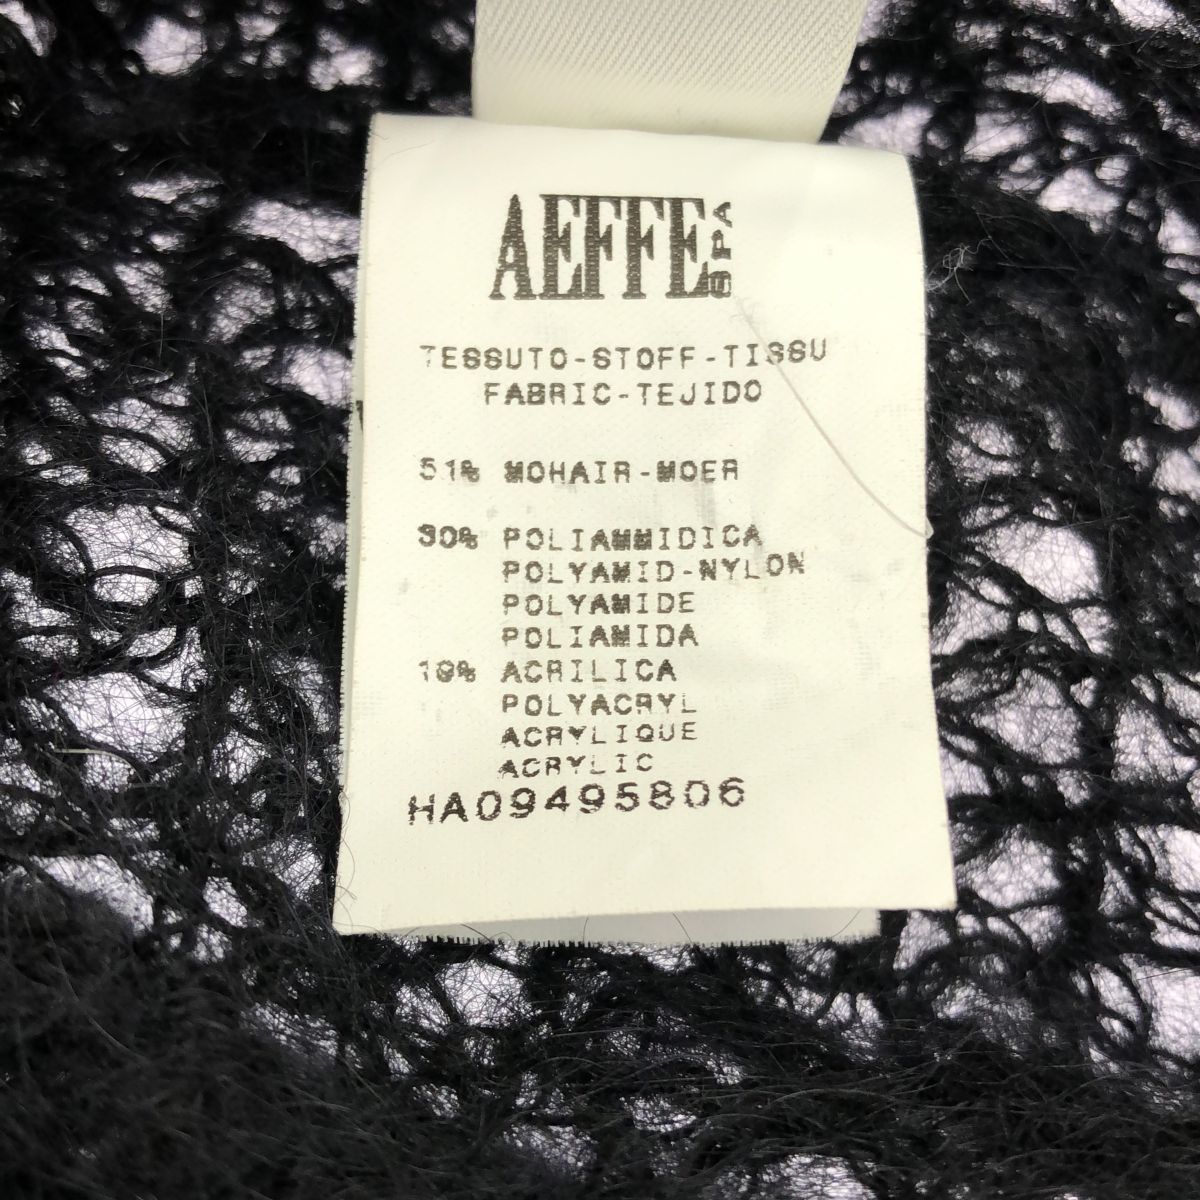 AEFFE SPA
TESSUTO-STOFF-TISSU
FABRIC-TEJIDO
51% MOHAIR-MOER
30% POLIAMMIDICA
POLYAMID-NYLON
POLYAMIDE
POLIAMIDA
19% ACRILICA
POLYACRYL
ACRYLIQUE
ACRYLIC
HA09495806